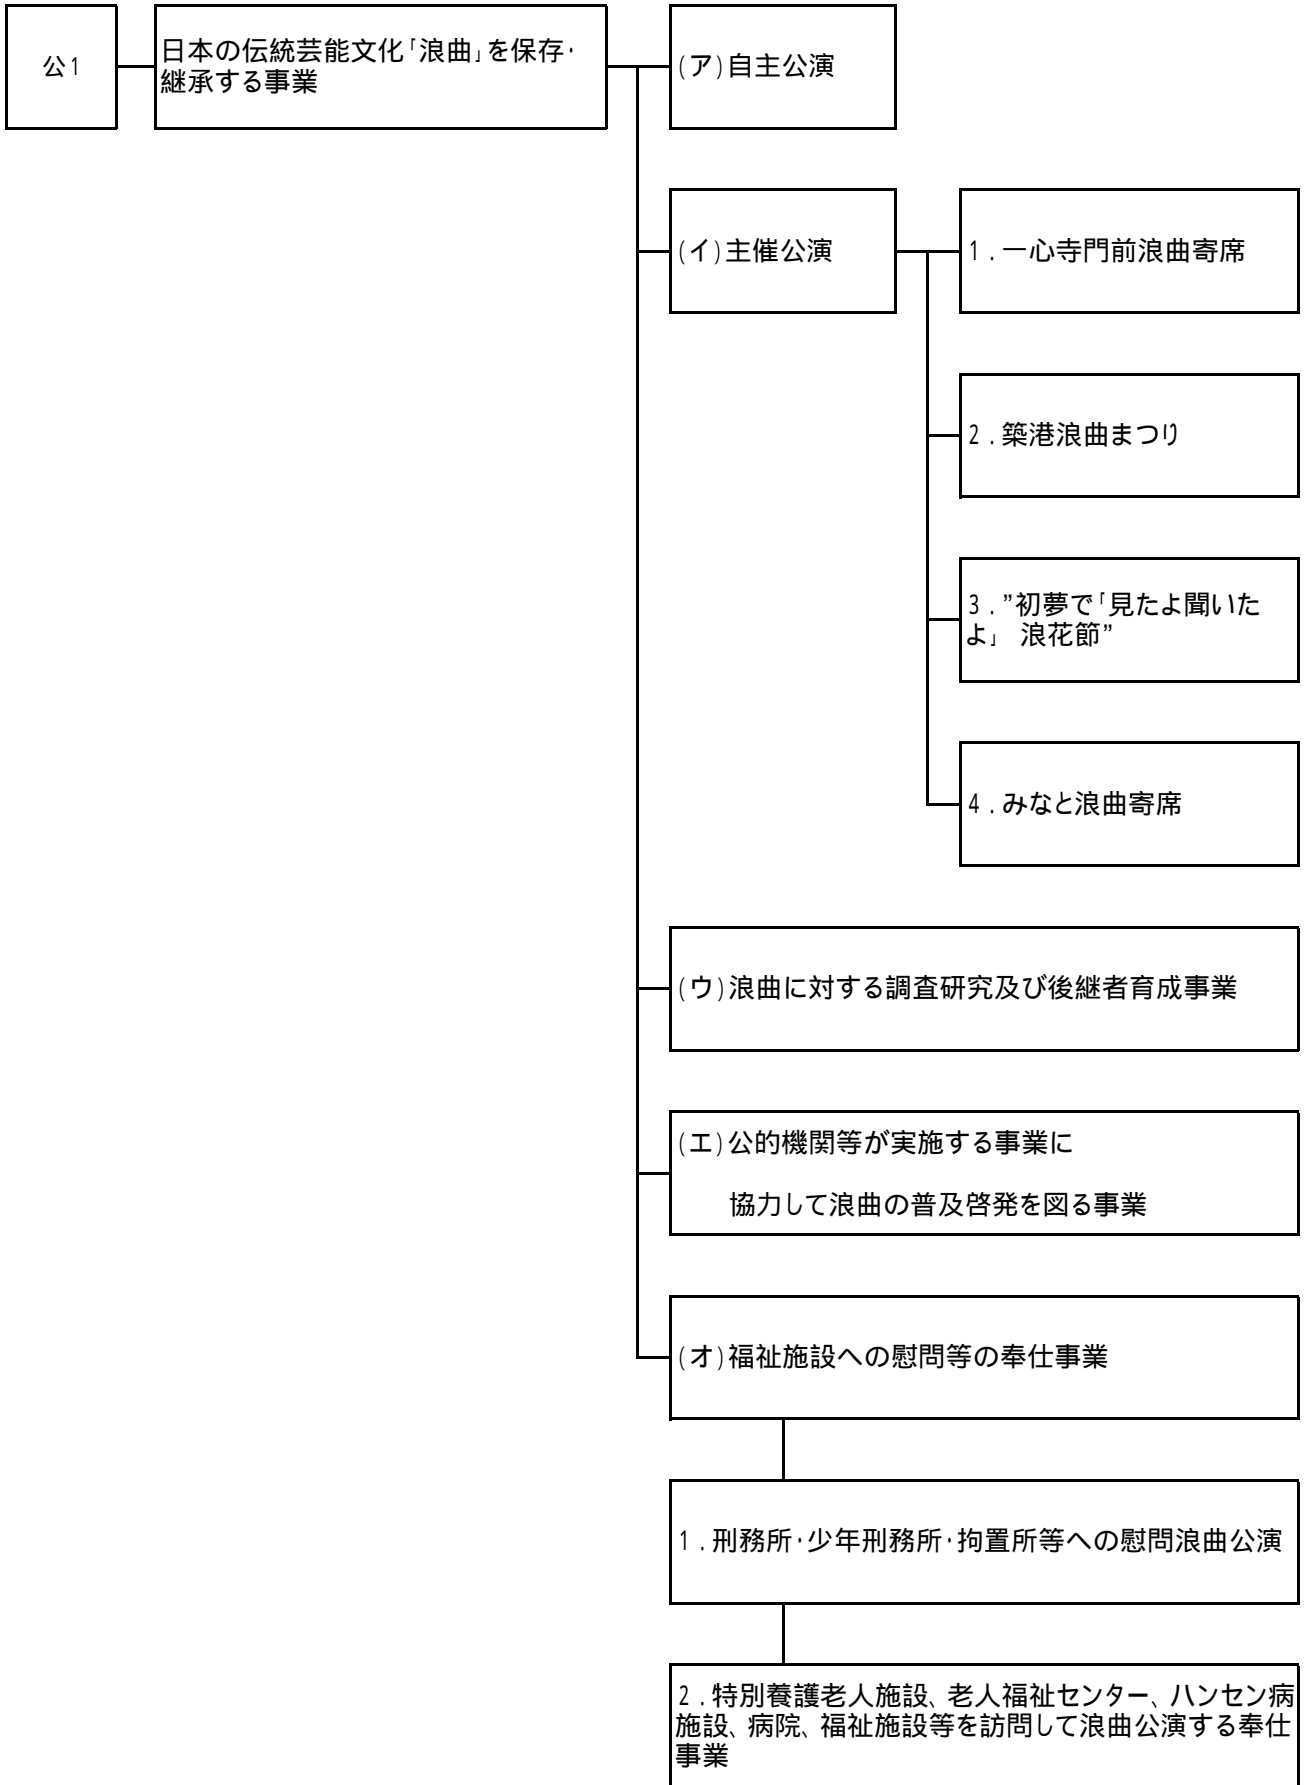 公1
日本の伝統芸能文化「浪曲」を保存・
継承する事業
(ア)自主公演
(イ)主催公演
1.一心寺門前浪曲寄席
2.築港浪曲まつり
3.”初夢で「見たよ聞いた
よ」 浪花節”
4.みなと浪曲寄席
(ウ)浪曲に対する調査研究及び後継者育成事業
(エ)公的機関等が実施する事業に
協力して浪曲の普及啓発を図る事業
(オ)福祉施設への慰問等の奉仕事業
1.刑務所・少年刑務所・拘置所等への慰問浪曲公演
2.特別養護老人施設、老人福祉センター、ハンセン病
施設、病院、福祉施設等を訪問して浪曲公演する奉仕
事業